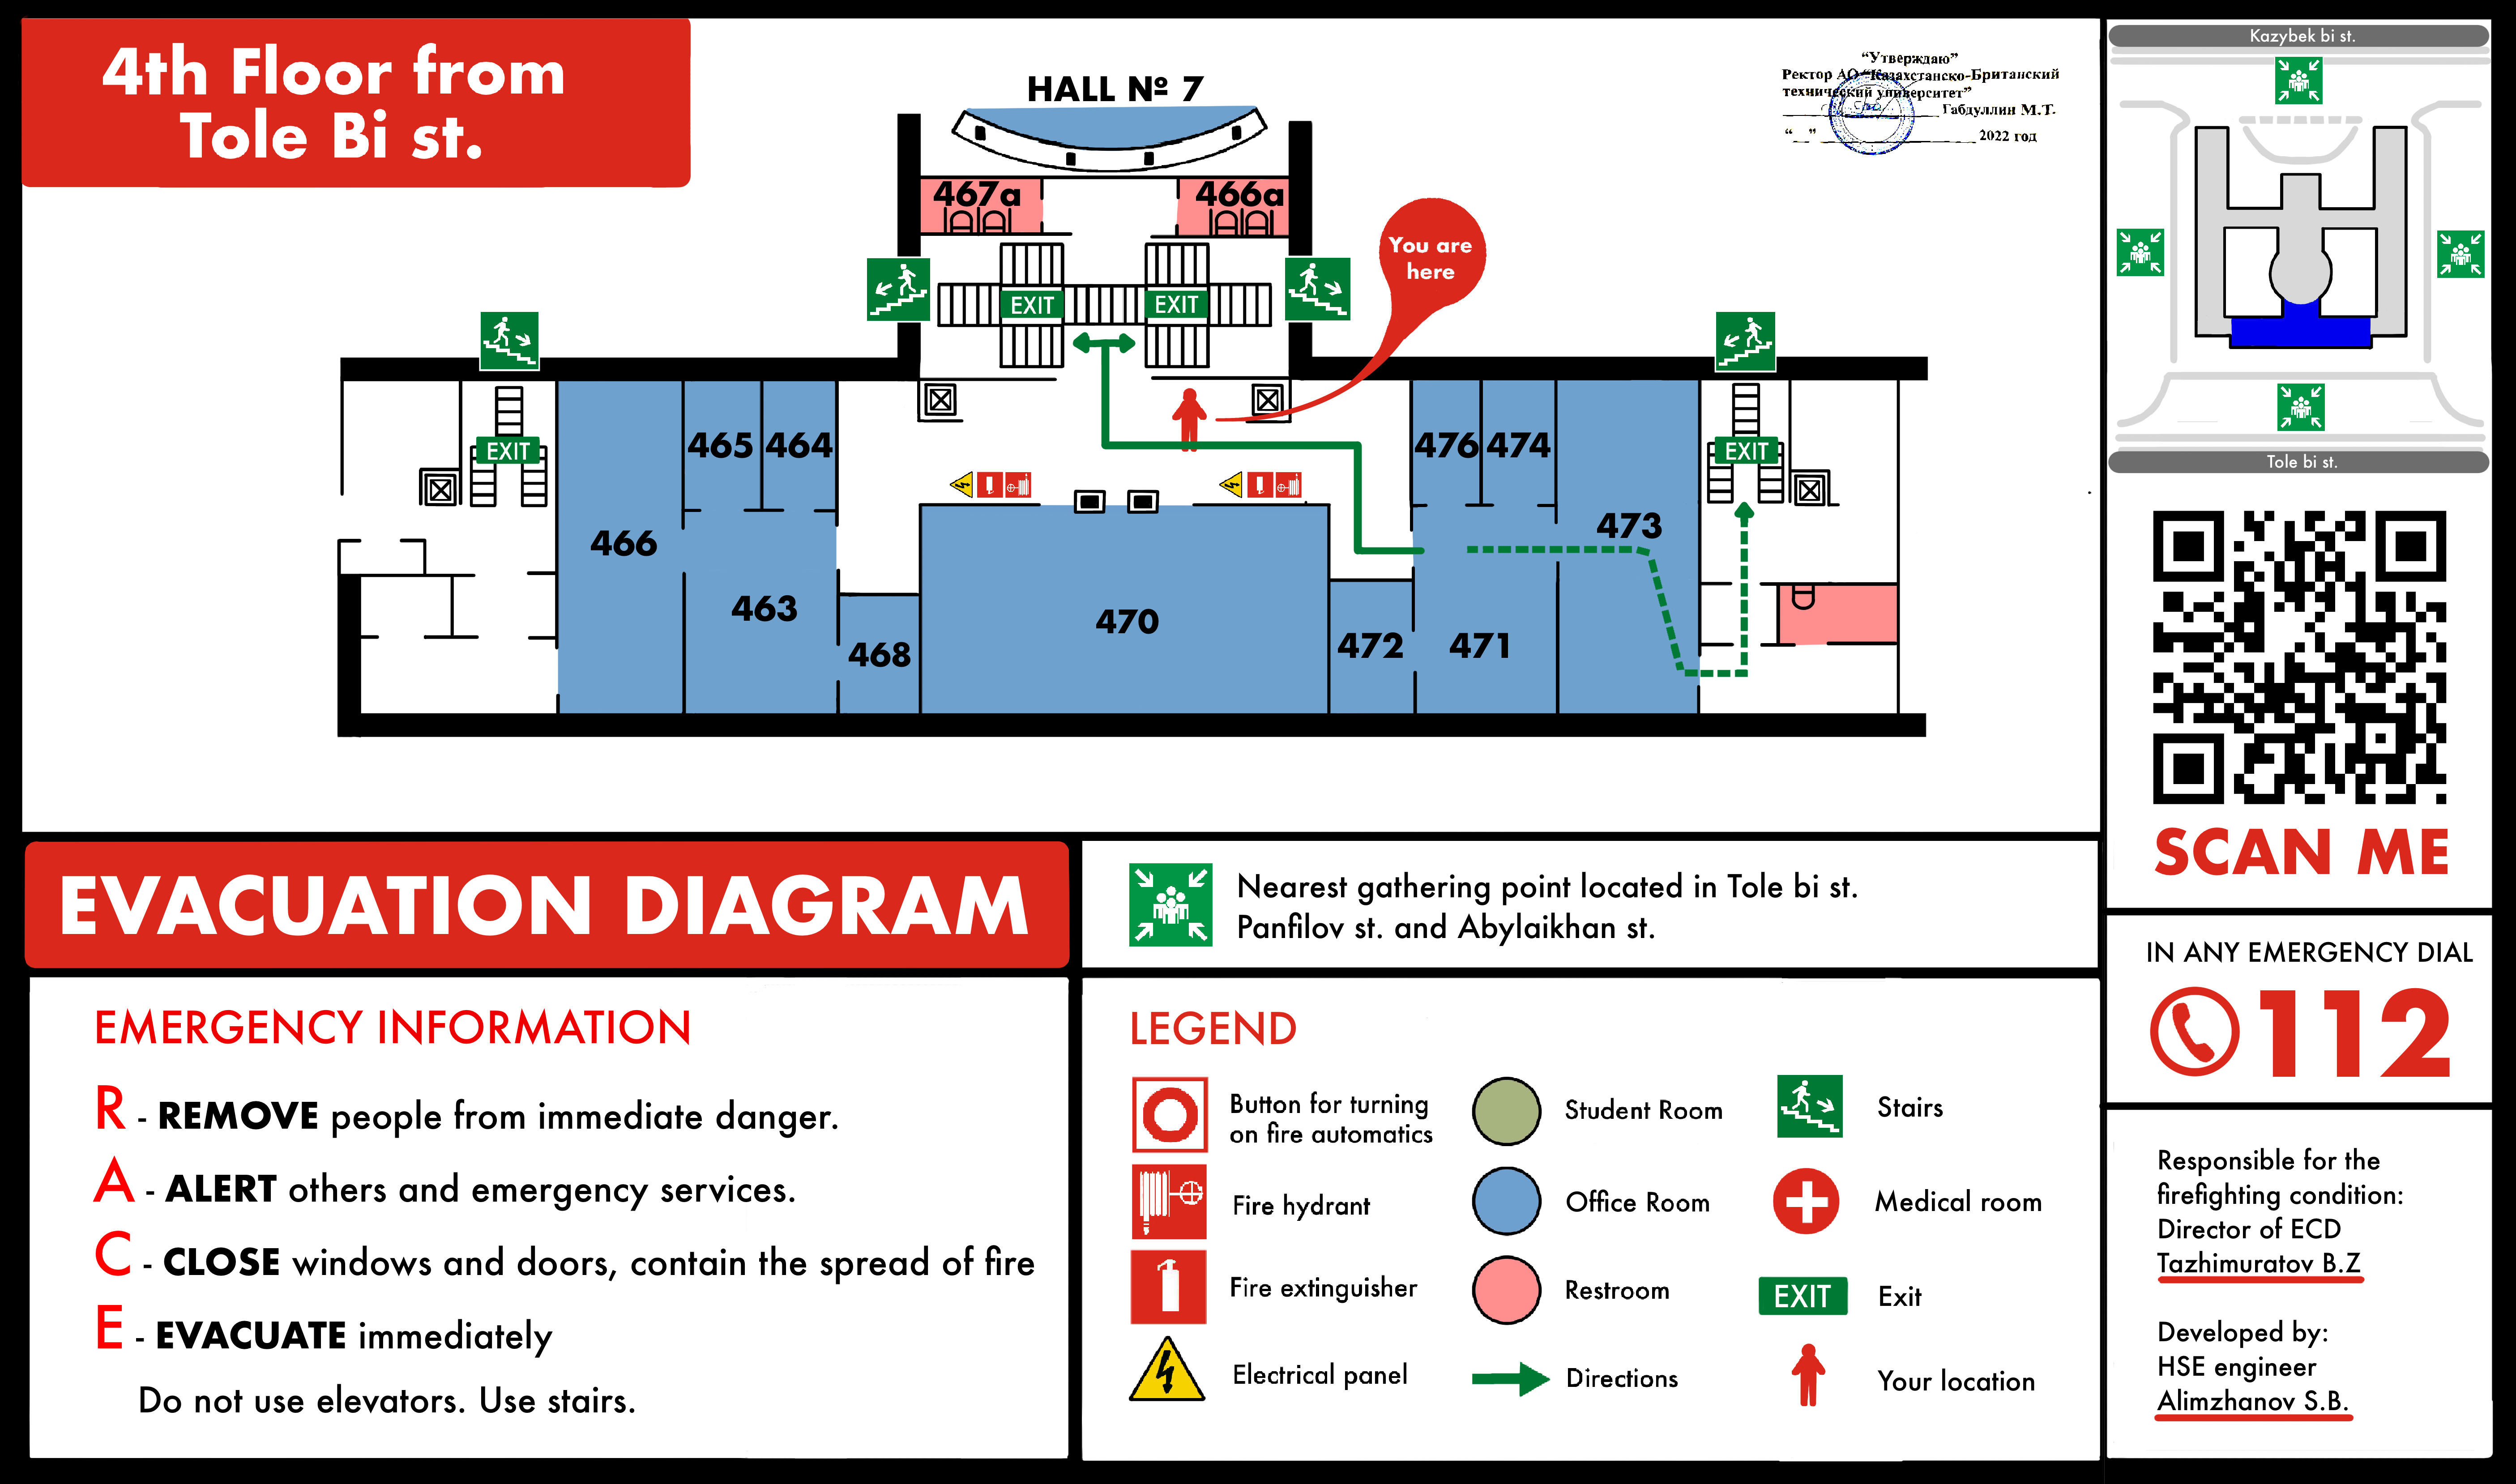 4th Floor from
Tole Bi st.
HALL № 7
“Утверждаю”
Ректор АО “Казахстанско-Британский
технический университет”
Габдуллин М.Т.
“ ” 2022 год
467a
466a
You are
here
EXIT
EXIT
EXIT
465
464
476
474
EXIT
466
473
463
470
468
472
471
Kazybek bi st.
Tole bi st.
SCAN ME
EVACUATION DIAGRAM
Nearest gathering point located in Tole bi st.
Panfilov st. and Abylaikhan st.
IN ANY EMERGENCY DIAL
112
EMERGENCY INFORMATION
R - REMOVE people from immediate danger.
A - ALERT others and emergency services.
C - CLOSE windows and doors, contain the spread of fire
E - EVACUATE immediately
Do not use elevators. Use stairs.
LEGEND
Button for turning
on fire automatics
Fire hydrant
Fire extinguisher
Electrical panel
Student Room
Office Room
Restroom
Directions
Stairs
Medical room
EXIT
Exit
Your location
Responsible for the
firefighting condition:
Director of ECD
Tazhimuratov B.Z
Developed by:
HSE engineer
Alimzhanov S.B.